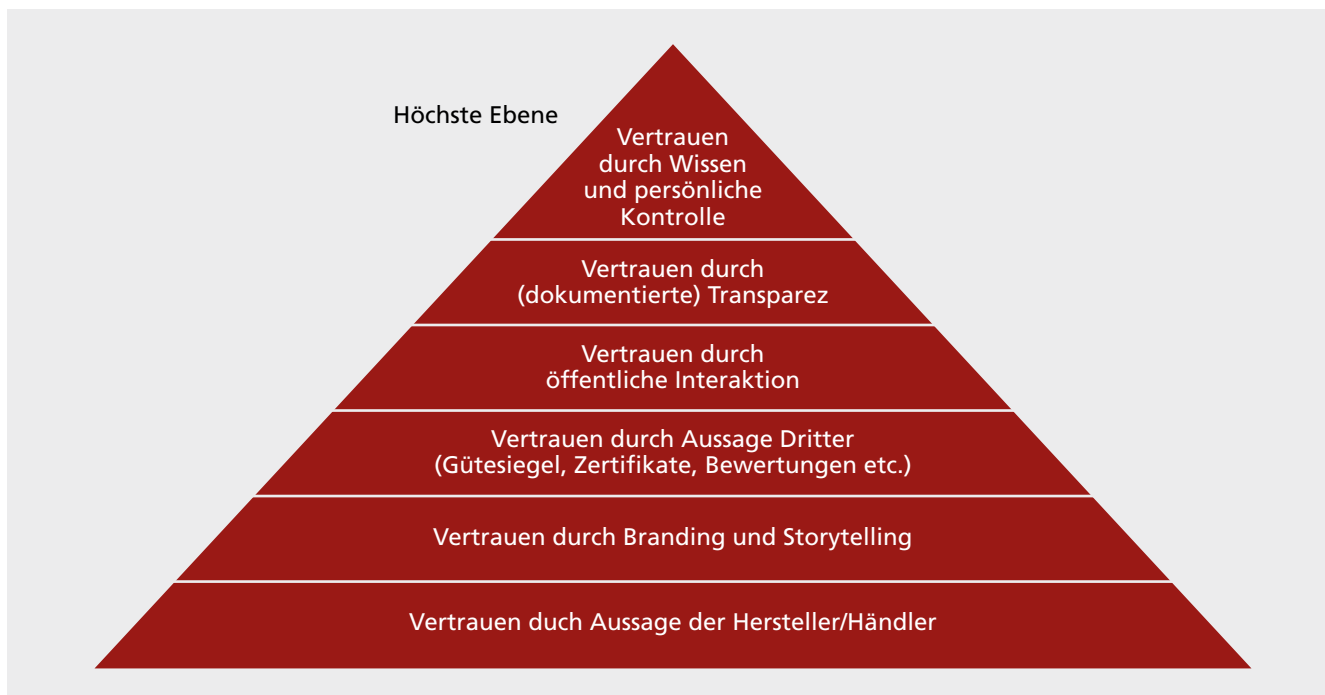 Höchste Ebene
Vertrauen
durch Wissen
und persönliche
Kontrolle
Vertrauen durch
(dokumentierte) Transparez
Vertrauen durch
öffentliche Interaktion
Vertrauen durch Aussage Dritter
(Gütesiegel, Zertifikate, Bewertungen etc.)
Vertrauen durch Branding und Storytelling
Vertrauen duch Aussage der Hersteller/Händler